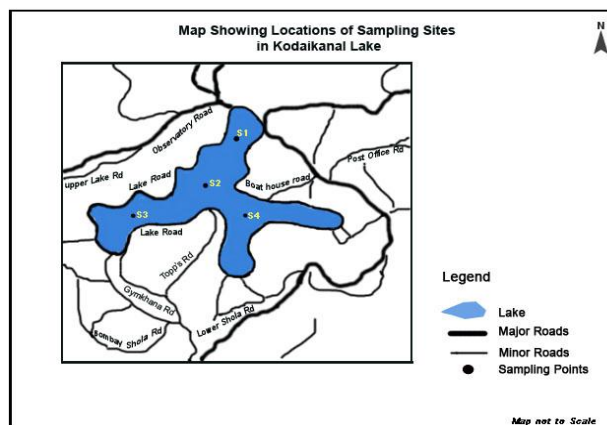 Map Showing Locations of Sampling Sites
in Kodaikanal Lake
N
S1
Observatory Road
Post Office Rd
upper Lake Rd
Lake Road
S2
Boat house road
S3
S4
Lake Road
Topp's Rd
Gymkhana Rd
Lower Shola Rd
Bombay Shola Rd
Legend
Lake
Major Roads
Minor Roads
Sampling Points
Map not to Scale